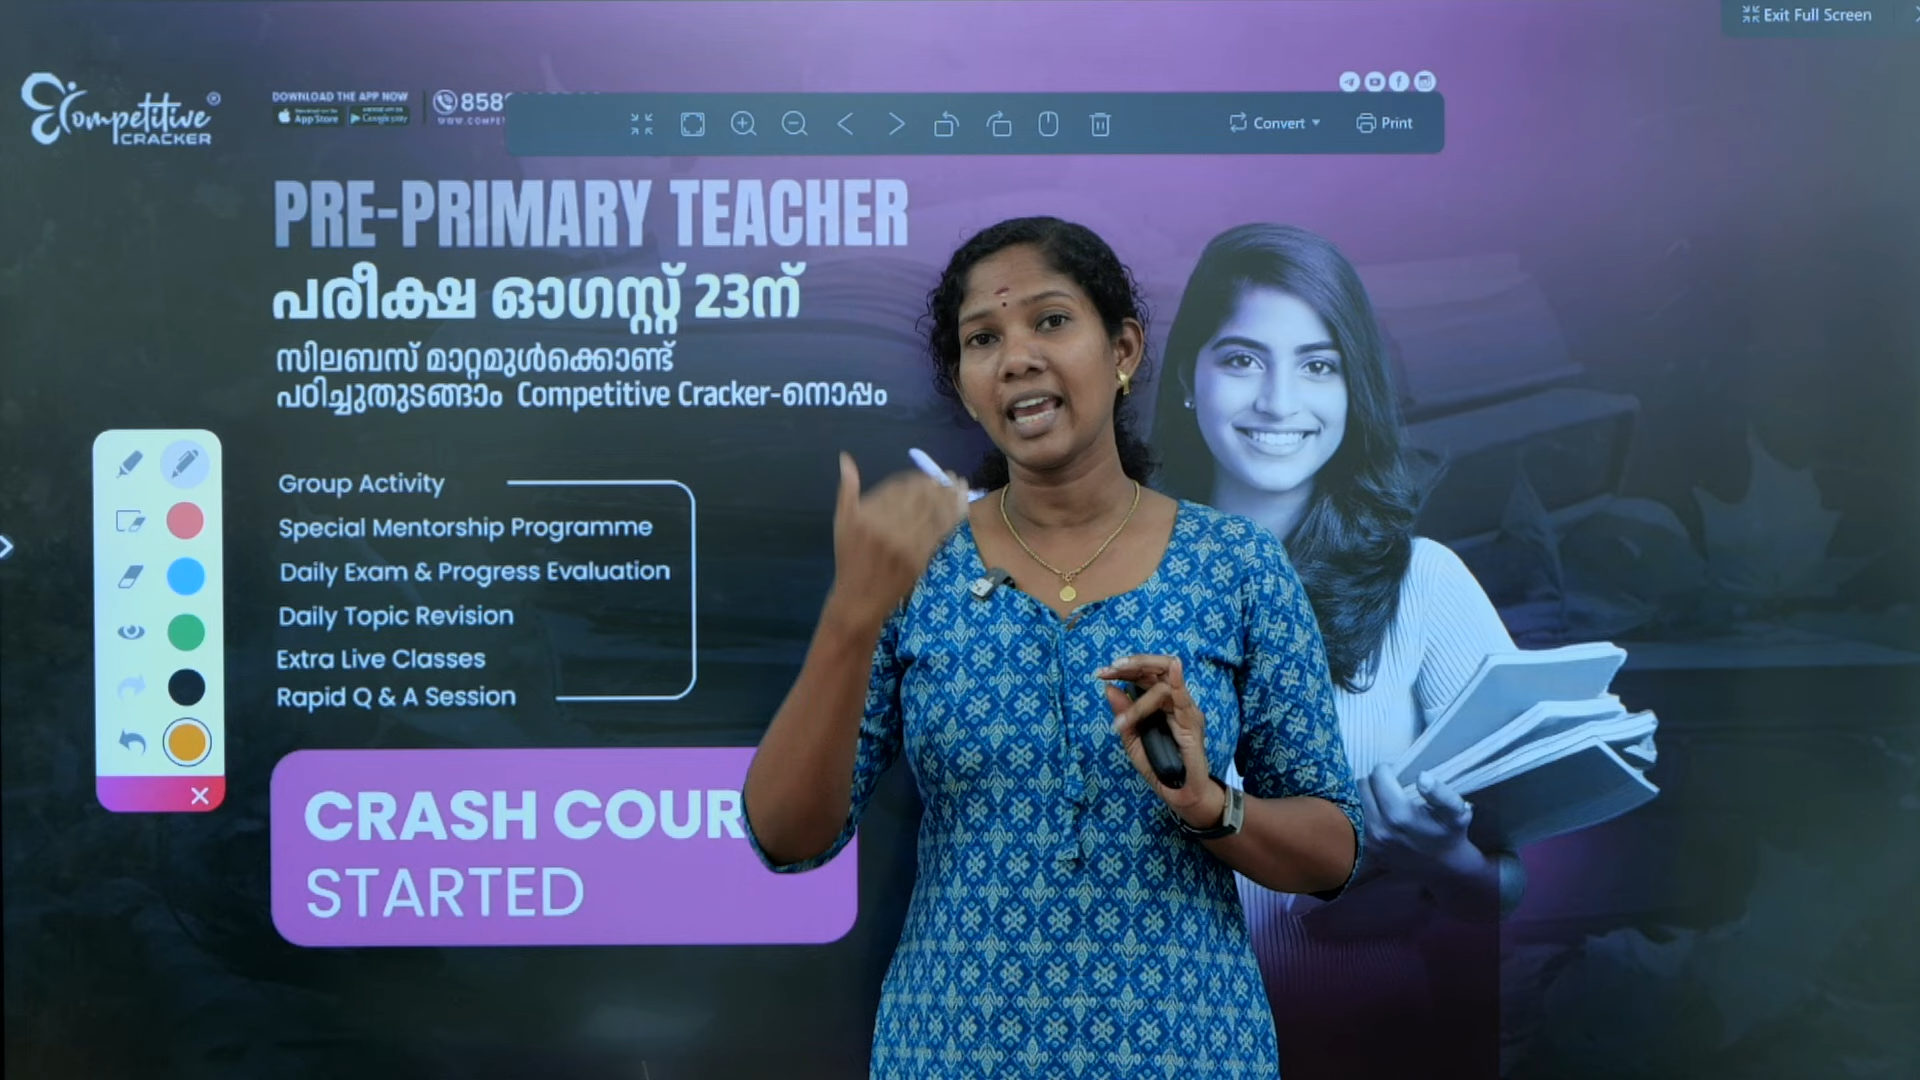 Exit Full Screen
Competitive
CRACKER
DOWNLOAD THE APP NOW
App Store
Google play
858
WWW.COMPE
Convert
Print
PRE-PRIMARY TEACHER
പരീക്ഷ ഓഗസ്റ്റ് 23ന്
സിലബസ് മാറ്റമുൾക്കൊണ്ട്
പഠിച്ചുതുടങ്ങാം Competitive Cracker-നൊപ്പം
Group Activity
Special Mentorship Programme
Daily Exam & Progress Evaluation
Daily Topic Revision
Extra Live Classes
Rapid Q & A Session
CRASH COUR
STARTED